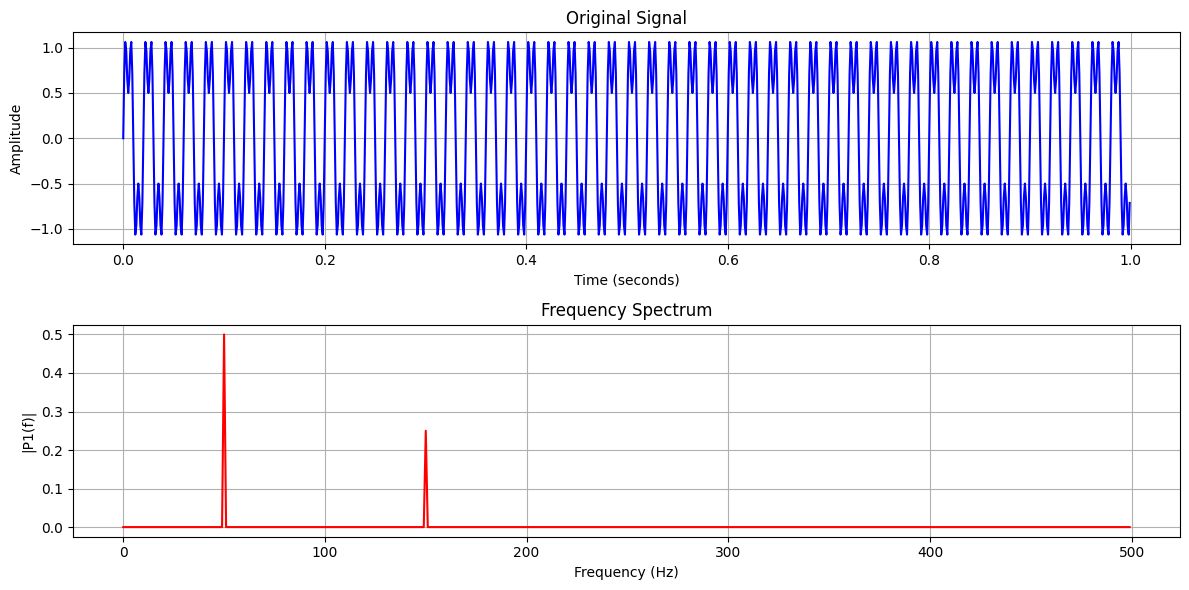 Original Signal
1.0
0.5
0.0
−0.5
−1.0
Amplitude
0.0 0.2 0.4 0.6 0.8 1.0
Time (seconds)
Frequency Spectrum
0.5
0.4
0.3
0.2
0.1
0.0
|P1(f)|
0 100 200 300 400 500
Frequency (Hz)